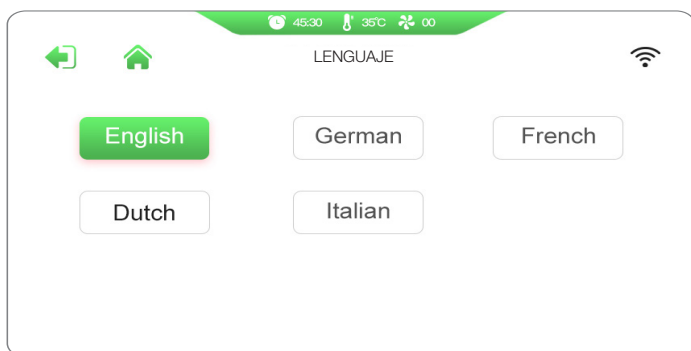 45:30 35℃ 00
LENGUAJE
English German French
Dutch Italian